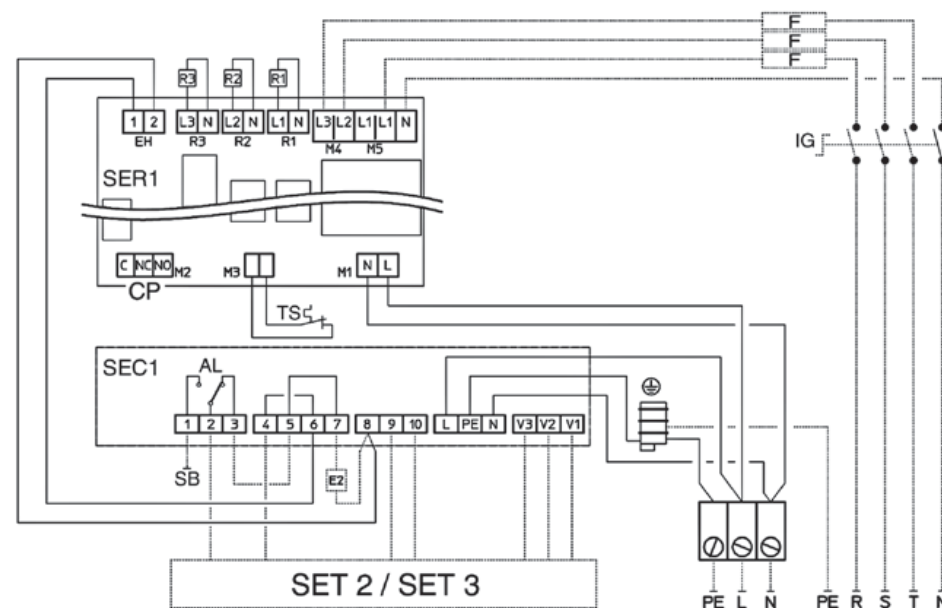 F
F
F
R3 R2 R1
1 2 L3 N L2 N L1 N L3 L2 L1 L1 N
EH R3 R2 R1 M4 M5
IG
SER1
C NC NO M2 M3 M1 N L
CP
TS
SEC1 AL
1 2 3 4 5 6 7 8 9 10 L PE N V3 V2 V1
SB E2
SET 2 / SET 3
PE L N PE R S T N